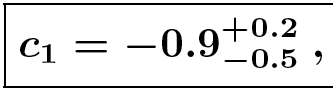 c₁ = −0.9⁺⁰·²₋₀.₅ ,